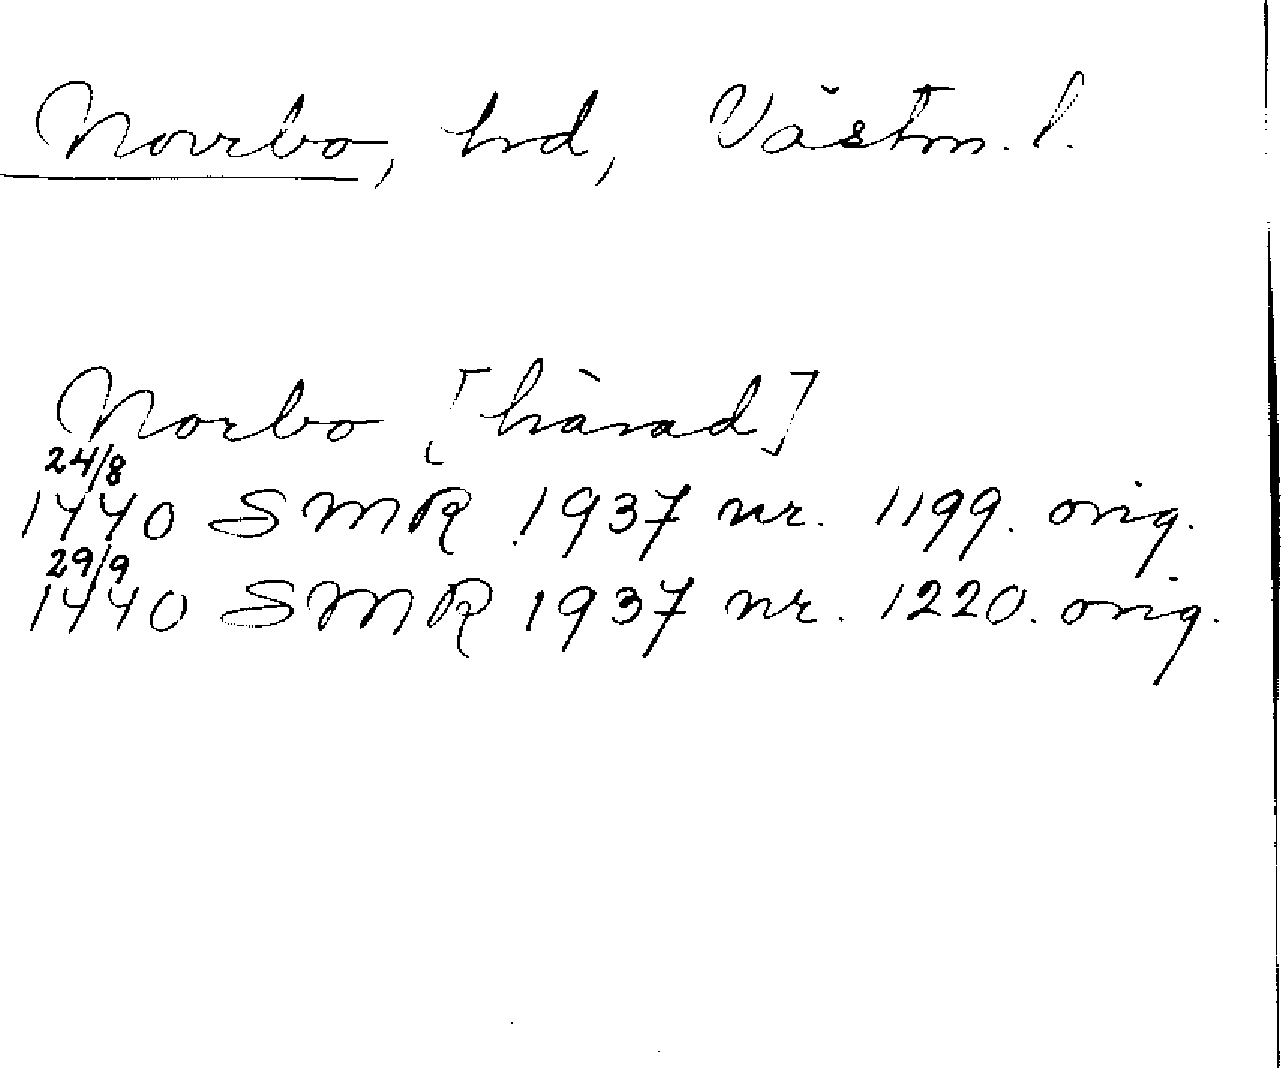 Norrbo, hd, Västm. l.
Norbo [härad]
24/8
1440 SMR 1937 nr. 1199. orig.
29/9
1440 SMR 1937 nr. 1220. orig.